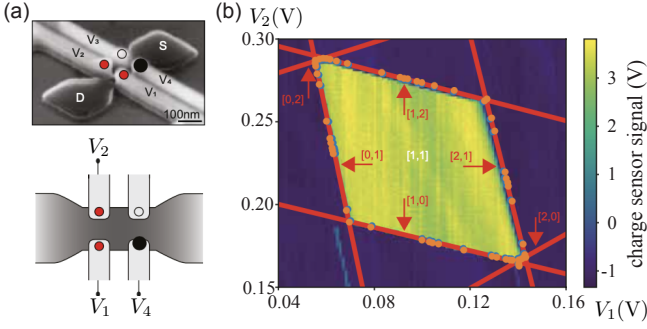 (a)
V₃
S
V₂
V₄
D
V₁
100nm
V₂
V₁
V₄
(b)
V₂(V)
0.30
0.25
0.20
0.15
0.04
0.08
0.12
0.16
V₁(V)
[0,2]
[1,2]
[0,1]
[1,1]
[2,1]
[1,0]
[2,0]
3
2
1
0
-1
charge sensor signal (V)